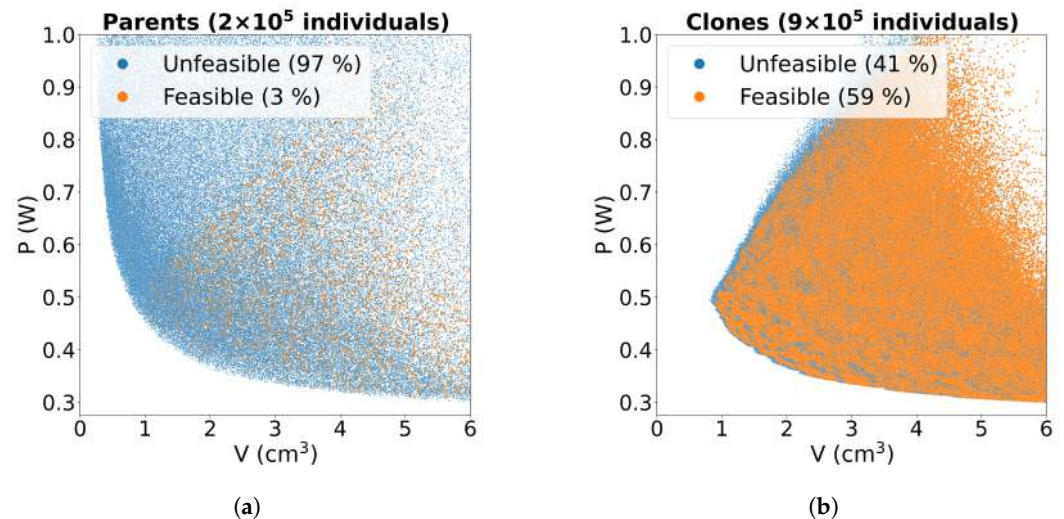 Parents (2×10⁵ individuals)
Unfeasible (97 %)
Feasible (3 %)
1.0
0.9
0.8
0.7
0.6
0.5
0.4
0.3
P (W)
0 1 2 3 4 5 6
V (cm³)
(a)
Clones (9×10⁵ individuals)
Unfeasible (41 %)
Feasible (59 %)
1.0
0.9
0.8
0.7
0.6
0.5
0.4
0.3
P (W)
0 1 2 3 4 5 6
V (cm³)
(b)